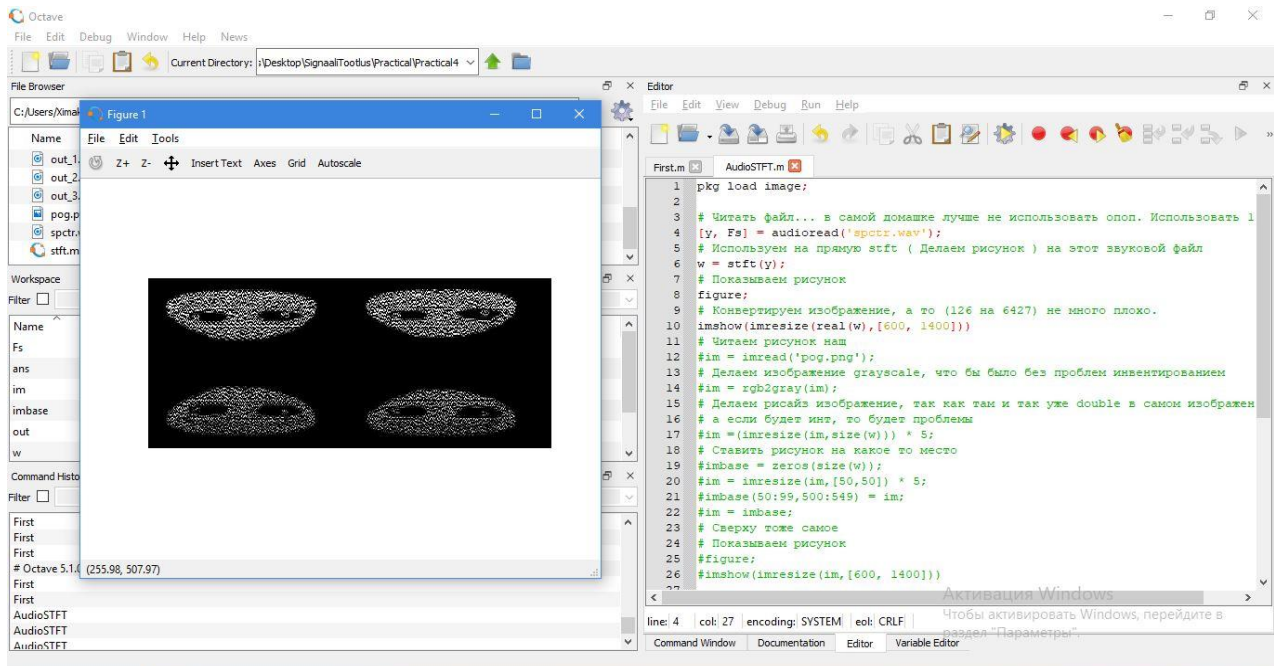 Octave
File Edit Debug Window Help News
Current Directory: :\Desktop\SignaaliTootlus\Practical\Practical4
File Browser
C:/Users/Ximak
Name
out_1.
out_2.
out_3.
pog.p
spctr.
stft.m
Workspace
Filter
Name
Fs
ans
im
imbase
out
w
Command Histo
Filter
First
First
First
# Octave 5.1.0
First
First
AudioSTFT
AudioSTFT
AudioSTFT
Figure 1
File Edit Tools
Z+ Z- Insert Text Axes Grid Autoscale
(255.98, 507.97)
Editor
File Edit View Debug Run Help
First.m AudioSTFT.m
1 pkg load image;
2
3 # Читать файл... в самой домашке лучше не использовать опоп. Использовать 1
4 [y, Fs] = audioread('spctr.wav');
5 # Используем на прямую stft ( Делаем рисунок ) на этот звуковой файл
6 w = stft(y);
7 # Показываем рисунок
8 figure;
9 # Конвертируем изображение, а то (126 на 6427) не много плохо.
10 imshow(imresize(real(w),[600, 1400]))
11 # Читаем рисунок наш
12 #im = imread('pog.png');
13 # Делаем изображение grayscale, что бы было без проблем инвентированием
14 #im = rgb2gray(im);
15 # Делаем рисайз изображение, так как там и так уже double в самом изображен
16 # а если будет инт, то будет проблемы
17 #im =(imresize(im,size(w))) * 5;
18 # Ставить рисунок на какое то место
19 #imbase = zeros(size(w));
20 #im = imresize(im,[50,50]) * 5;
21 #imbase(50:99,500:549) = im;
22 #im = imbase;
23 # Сверху тоже самое
24 # Показываем рисунок
25 #figure;
26 #imshow(imresize(im,[600, 1400]))
27
line: 4 col: 27 encoding: SYSTEM eol: CRLF
Command Window Documentation Editor Variable Editor
Активация Windows
Чтобы активировать Windows, перейдите в
раздел "Параметры".